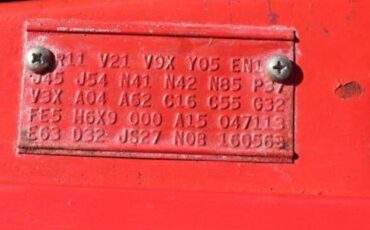 R11 V21 V9X Y05 EN1
J45 J54 N41 N42 N85 P37
V3X A04 A62 C16 C55 G32
FE5 H6X9 000 A15 047113
E63 D32 JS27 N0B 160563